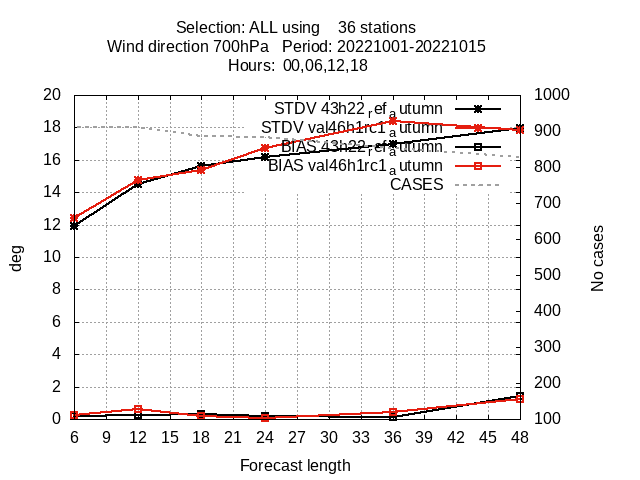 Selection: ALL using 36 stations
Wind direction 700hPa Period: 20221001-20221015
Hours: 00,06,12,18
STDV 43h22_ref_autumn
STDV val46h1rc1_autumn
BIAS 43h22_ref_autumn
BIAS val46h1rc1_autumn
CASES
20
18
16
14
12
10
8
6
4
2
0
deg
1000
900
800
700
600
500
400
300
200
100
No cases
6 9 12 15 18 21 24 27 30 33 36 39 42 45 48
Forecast length